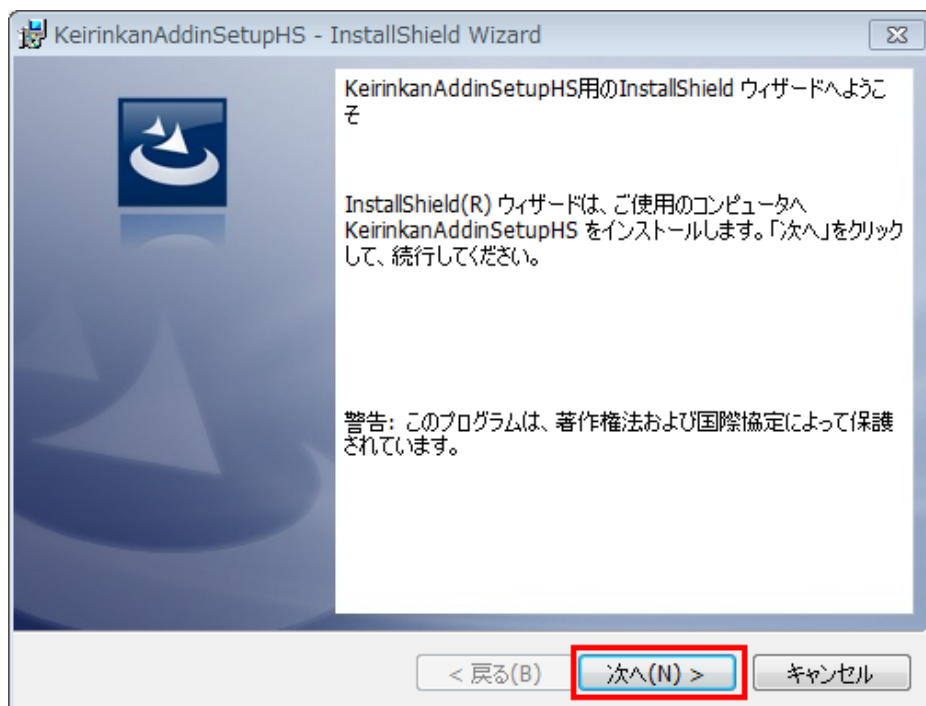 KeirinkanAddinSetupHS - InstallShield Wizard
KeirinkanAddinSetupHS用のInstallShield ウィザードへようこ
そ
InstallShield(R) ウィザードは、ご使用のコンピュータへ
KeirinkanAddinSetupHS をインストールします。「次へ」をクリック
して、続行してください。
警告: このプログラムは、著作権法および国際協定によって保護
されています。
< 戻る(B)
次へ(N) >
キャンセル